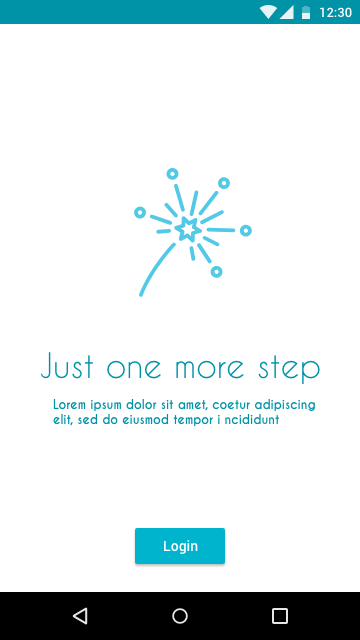 12:30
Just one more step
Lorem ipsum dolor sit amet, coetur adipiscing
elit, sed do eiusmod tempor i ncididunt
Login